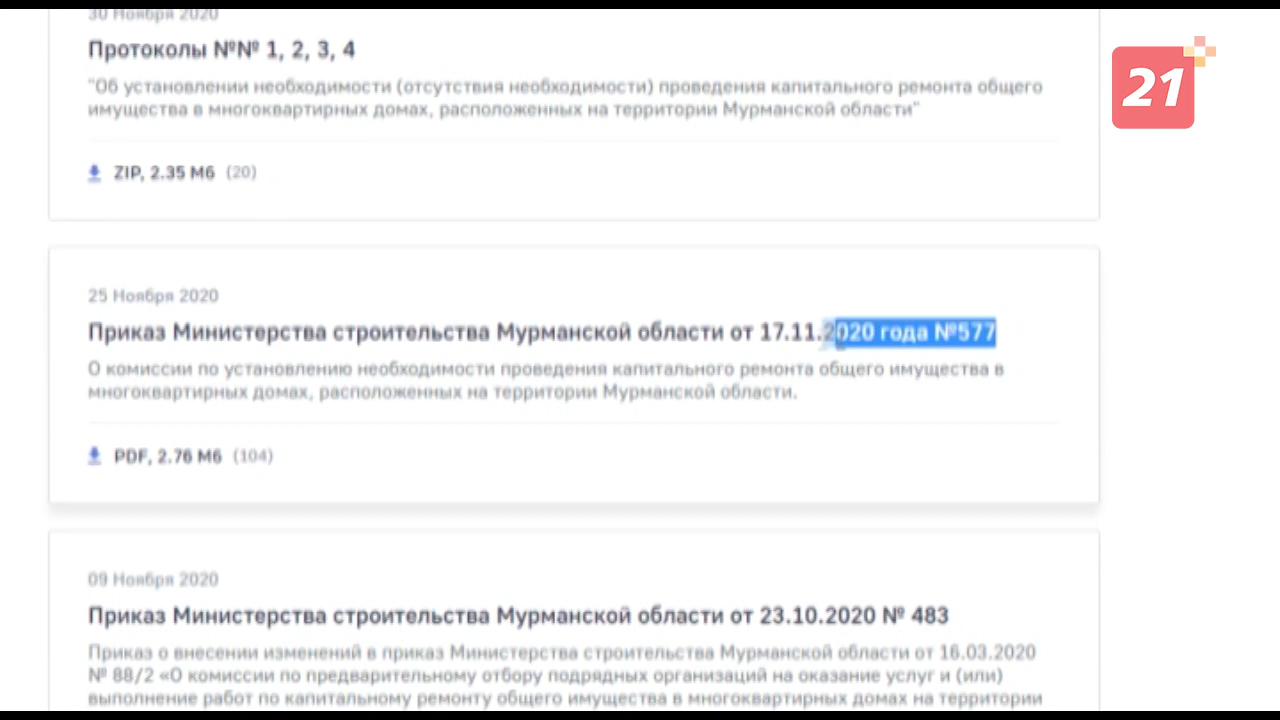 30 Ноября 2020
Протоколы №№ 1, 2, 3, 4
"Об установлении необходимости (отсутствия необходимости) проведения капитального ремонта общего
имущества в многоквартирных домах, расположенных на территории Мурманской области"
ZIP, 2.35 Мб (20)
25 Ноября 2020
Приказ Министерства строительства Мурманской области от 17.11.2020 года №577
О комиссии по установлению необходимости проведения капитального ремонта общего имущества в
многоквартирных домах, расположенных на территории Мурманской области.
PDF, 2.76 Мб (104)
09 Ноября 2020
Приказ Министерства строительства Мурманской области от 23.10.2020 № 483
Приказ о внесении изменений в приказ Министерства строительства Мурманской области от 16.03.2020
№ 88/2 «О комиссии по предварительному отбору подрядных организаций на оказание услуг и (или)
выполнение работ по капитальному ремонту общего имущества в многоквартирных домах на территории
21